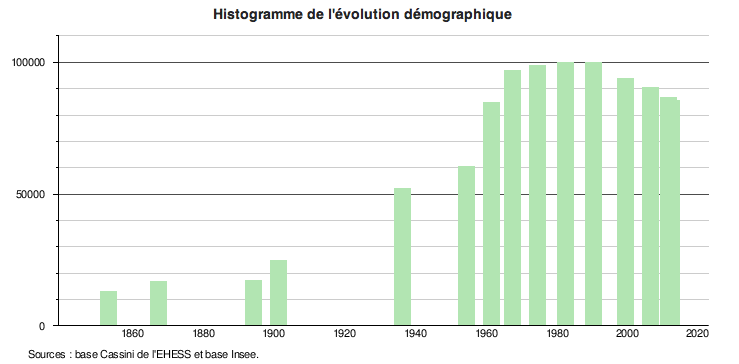 Histogramme de l'évolution démographique
100000
50000
0
1860 1880 1900 1920 1940 1960 1980 2000 2020
Sources : base Cassini de l'EHESS et base Insee.